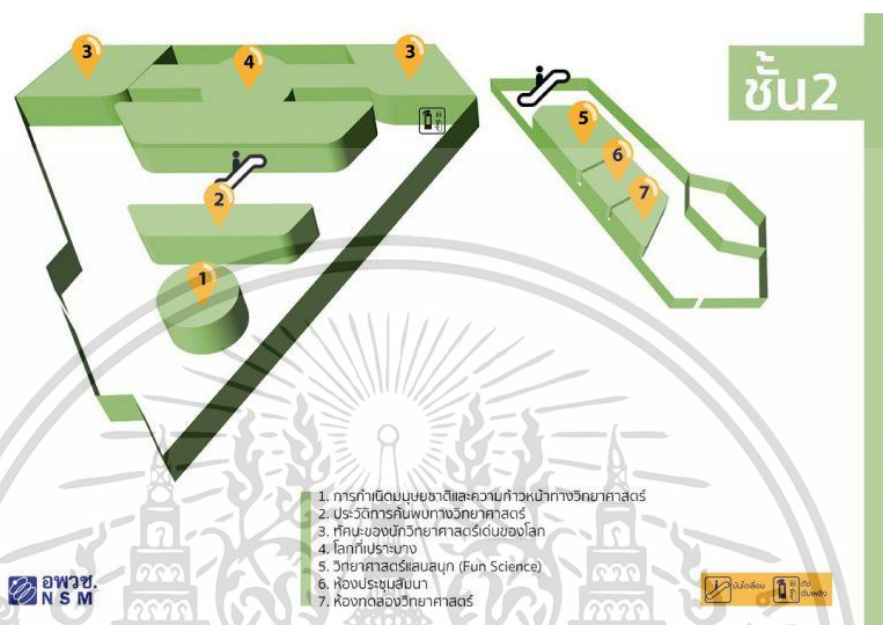 ชั้น2
3
4
3
5
6
7
2
1
1. การกำเนิดมนุษยชาติและความก้าวหน้าทางวิทยาศาสตร์
2. ประวัติการค้นพบทางวิทยาศาสตร์
3. ทัศนะของนักวิทยาศาสตร์เด่นของโลก
4. โลกที่เปราะบาง
5. วิทยาศาสตร์แสนสนุก (Fun Science)
6. ห้องประชุมสัมนา
7. ห้องทดลองวิทยาศาสตร์
อพวช.
NSM
บันไดเลื่อน
ถัง
ดับเพลิง